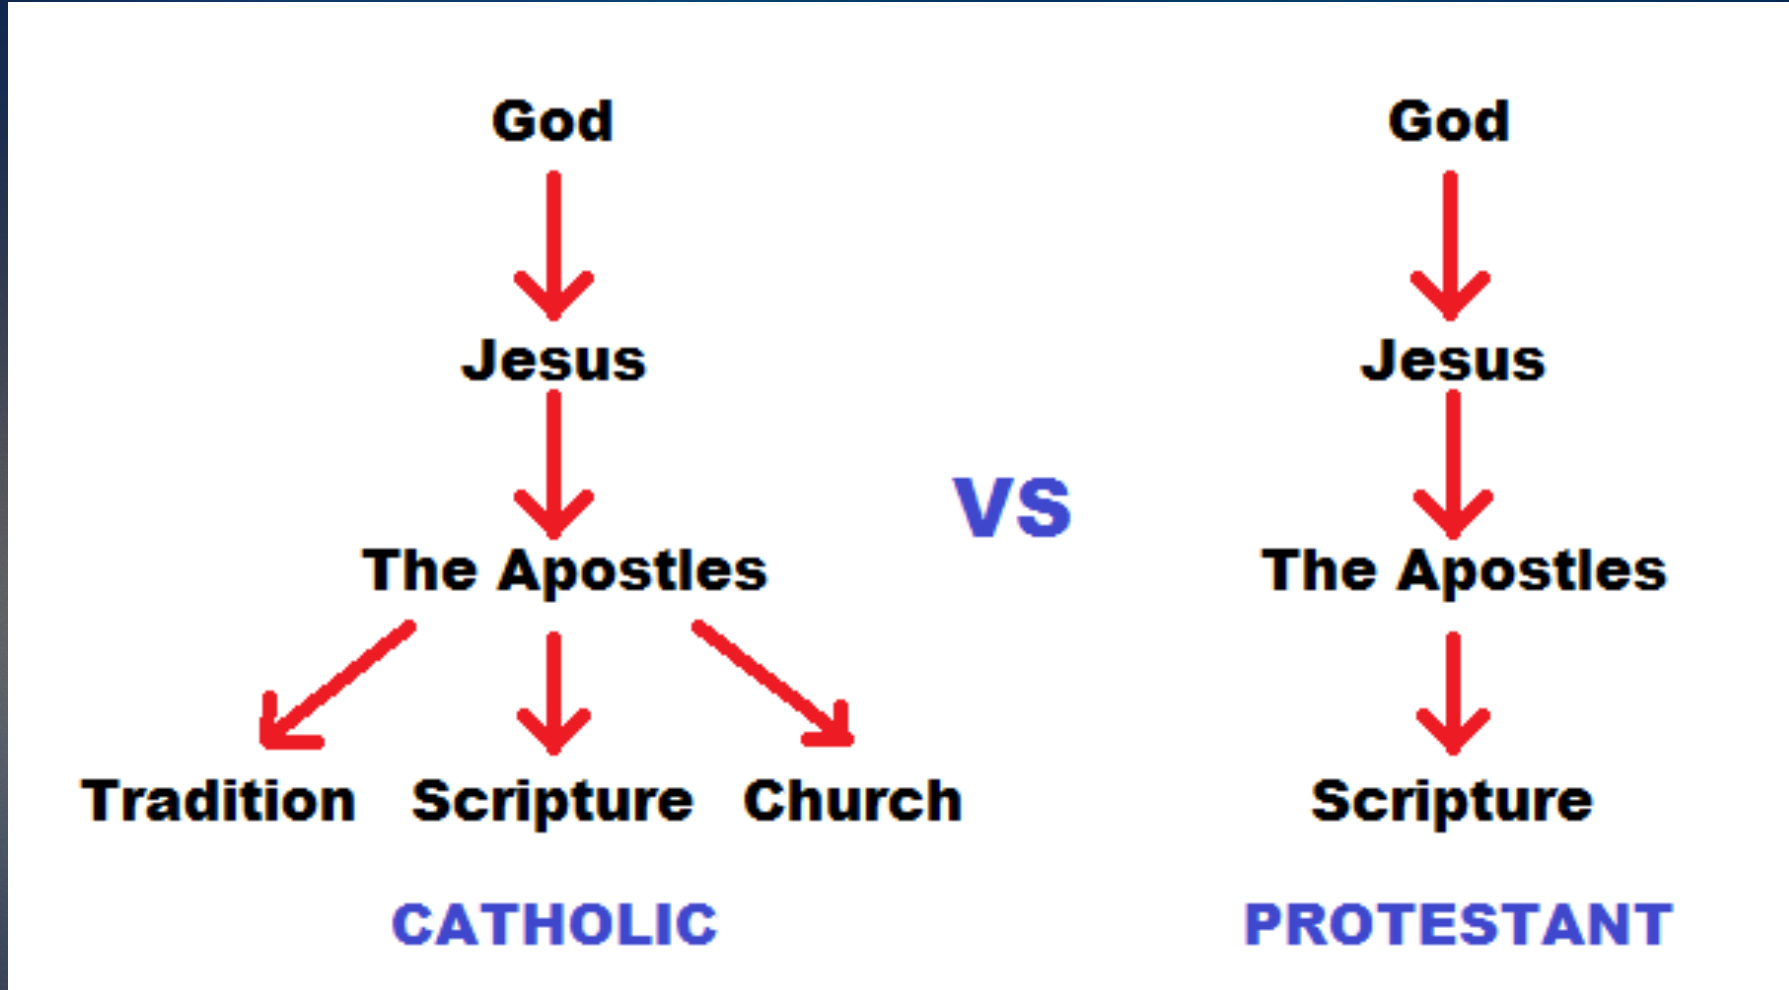 God
Jesus
The Apostles
Tradition Scripture Church
CATHOLIC
VS
God
Jesus
The Apostles
Scripture
PROTESTANT